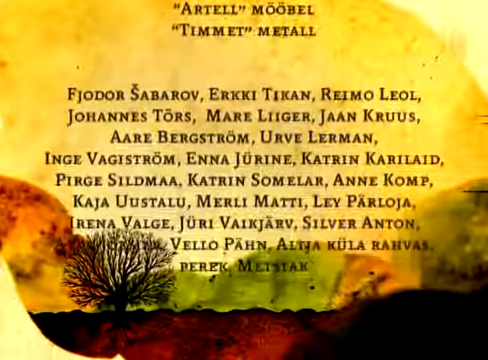 "Artell" mööbel
"Timmet" metall
Fjodor Šabarov, Erkki Tikan, Reimo Leol,
Johannes Tõrs, Mare Liiger, Jaan Kruus,
Aare Bergström, Urve Lerman,
Inge Vagiström, Enna Jürine, Katrin Karilaid,
Pirge Sildmaa, Katrin Somelar, Anne Komp,
Kaja Uustalu, Merli Matti, Ley Pärloja,
Irena Valge, Jüri Vaikjärv, Silver Anton,
Vello Pähn, Altja küla rahvas,
perek. Metsiak